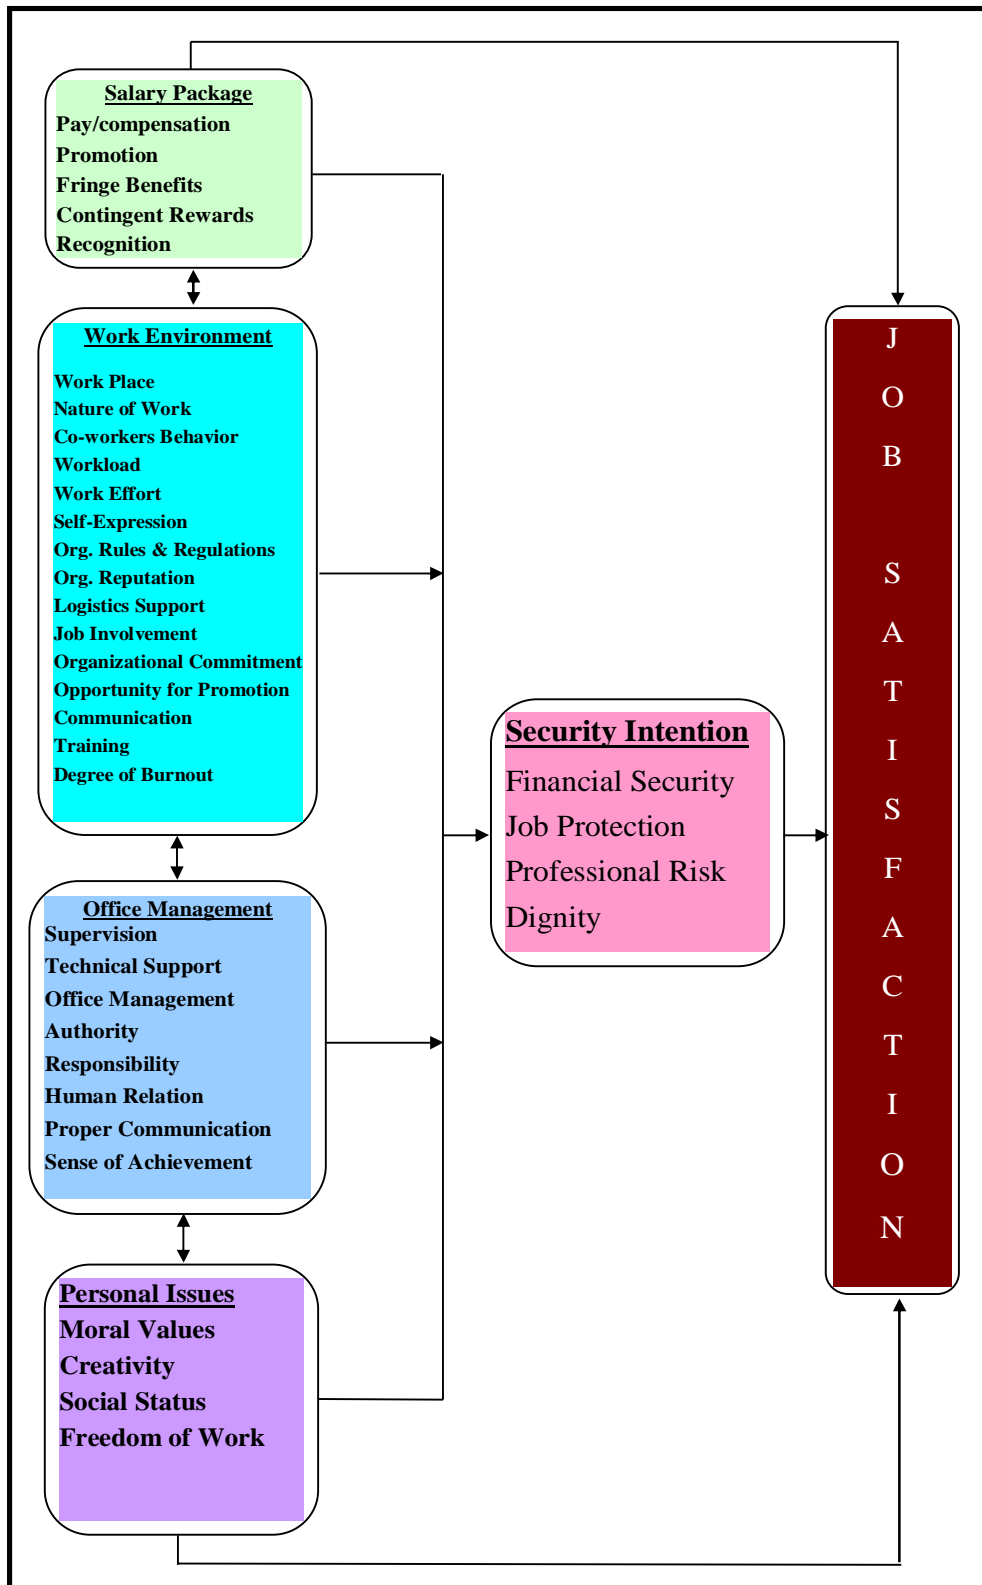 Salary Package
Pay/compensation
Promotion
Fringe Benefits
Contingent Rewards
Recognition
Work Environment
Work Place
Nature of Work
Co-workers Behavior
Workload
Work Effort
Self-Expression
Org. Rules & Regulations
Org. Reputation
Logistics Support
Job Involvement
Organizational Commitment
Opportunity for Promotion
Communication
Training
Degree of Burnout
Office Management
Supervision
Technical Support
Office Management
Authority
Responsibility
Human Relation
Proper Communication
Sense of Achievement
Personal Issues
Moral Values
Creativity
Social Status
Freedom of Work
Security Intention
Financial Security
Job Protection
Professional Risk
Dignity
J
O
B
S
A
T
I
S
F
A
C
T
I
O
N